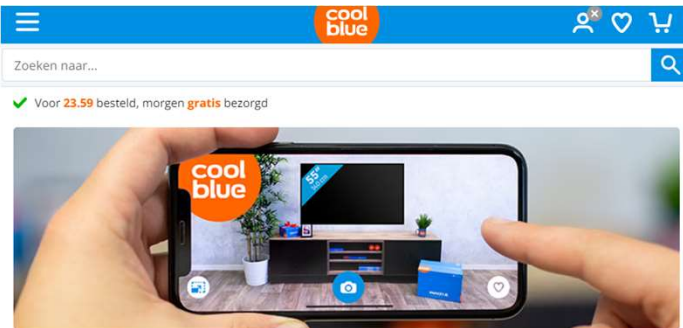 cool
blue
Zoeken naar...
Voor 23.59 besteld, morgen gratis bezorgd
cool
blue
55"